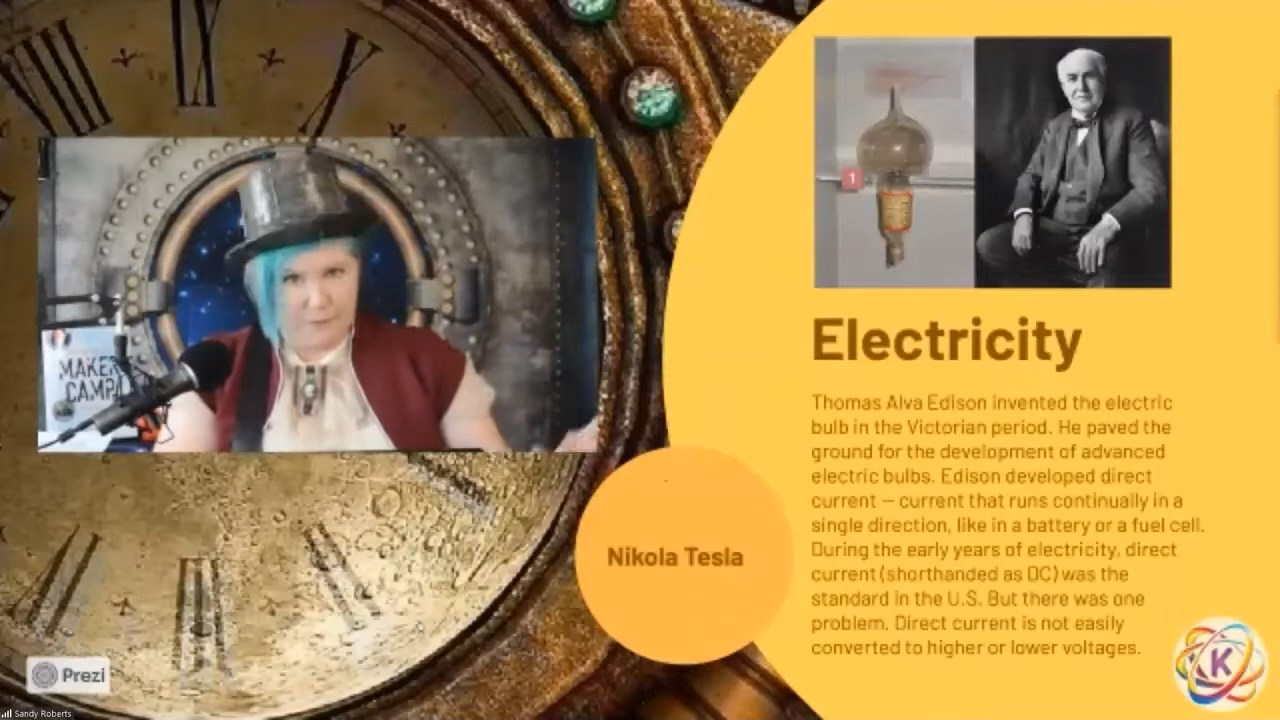 MAKER
CAMP
1
Electricity
Thomas Alva Edison invented the electric
bulb in the Victorian period. He paved the
ground for the development of advanced
electric bulbs. Edison developed direct
current — current that runs continually in a
single direction, like in a battery or a fuel cell.
During the early years of electricity, direct
current (shorthanded as DC) was the
standard in the U.S. But there was one
problem. Direct current is not easily
converted to higher or lower voltages.
Nikola Tesla
K
Prezi
Sandy Roberts